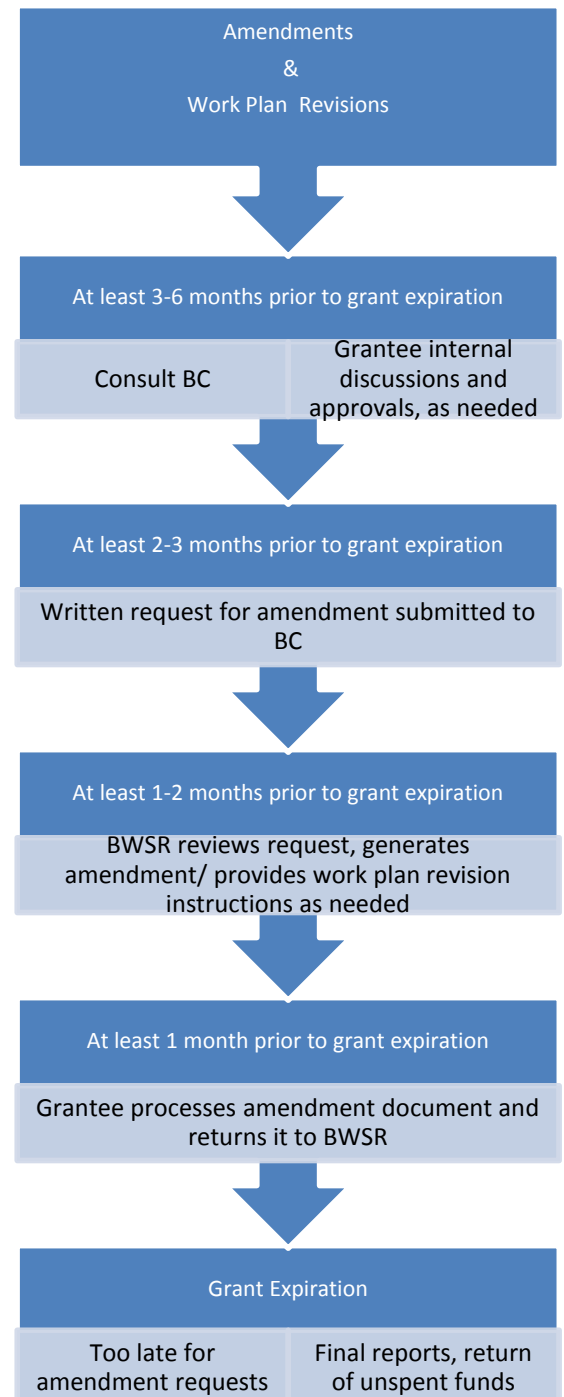 Amendments
&
Work Plan Revisions
At least 3-6 months prior to grant expiration
Consult BC
Grantee internal
discussions and
approvals, as needed
At least 2-3 months prior to grant expiration
Written request for amendment submitted to
BC
At least 1-2 months prior to grant expiration
BWSR reviews request, generates
amendment/ provides work plan revision
instructions as needed
At least 1 month prior to grant expiration
Grantee processes amendment document and
returns it to BWSR
Grant Expiration
Too late for
amendment requests
Final reports, return
of unspent funds